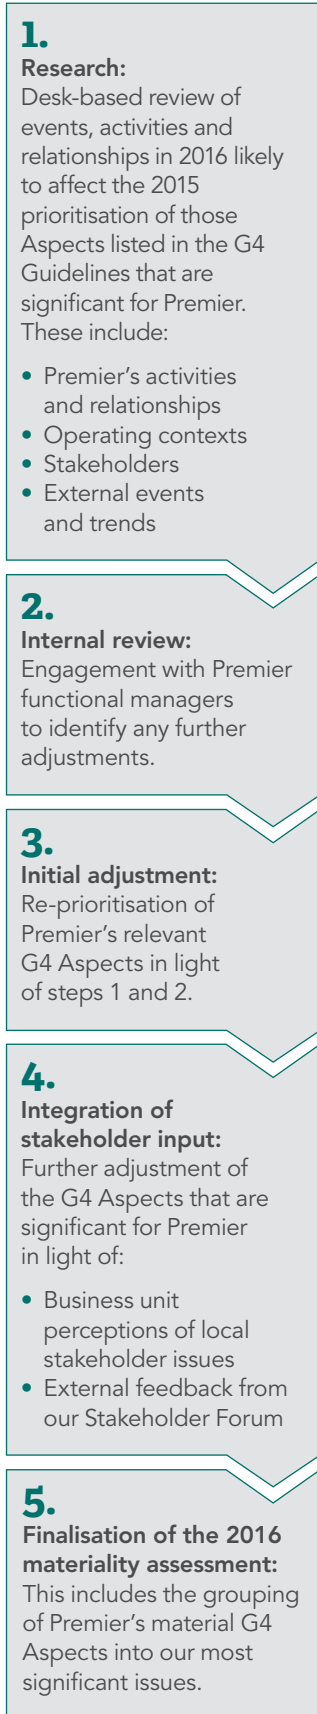 1.
Research:
Desk-based review of
events, activities and
relationships in 2016 likely
to affect the 2015
prioritisation of those
Aspects listed in the G4
Guidelines that are
significant for Premier.
These include:
• Premier’s activities
and relationships
• Operating contexts
• Stakeholders
• External events
and trends
2.
Internal review:
Engagement with Premier
functional managers
to identify any further
adjustments.
3.
Initial adjustment:
Re-prioritisation of
Premier’s relevant
G4 Aspects in light
of steps 1 and 2.
4.
Integration of
stakeholder input:
Further adjustment of
the G4 Aspects that are
significant for Premier
in light of:
• Business unit
perceptions of local
stakeholder issues
• External feedback from
our Stakeholder Forum
5.
Finalisation of the 2016
materiality assessment:
This includes the grouping
of Premier’s material G4
Aspects into our most
significant issues.